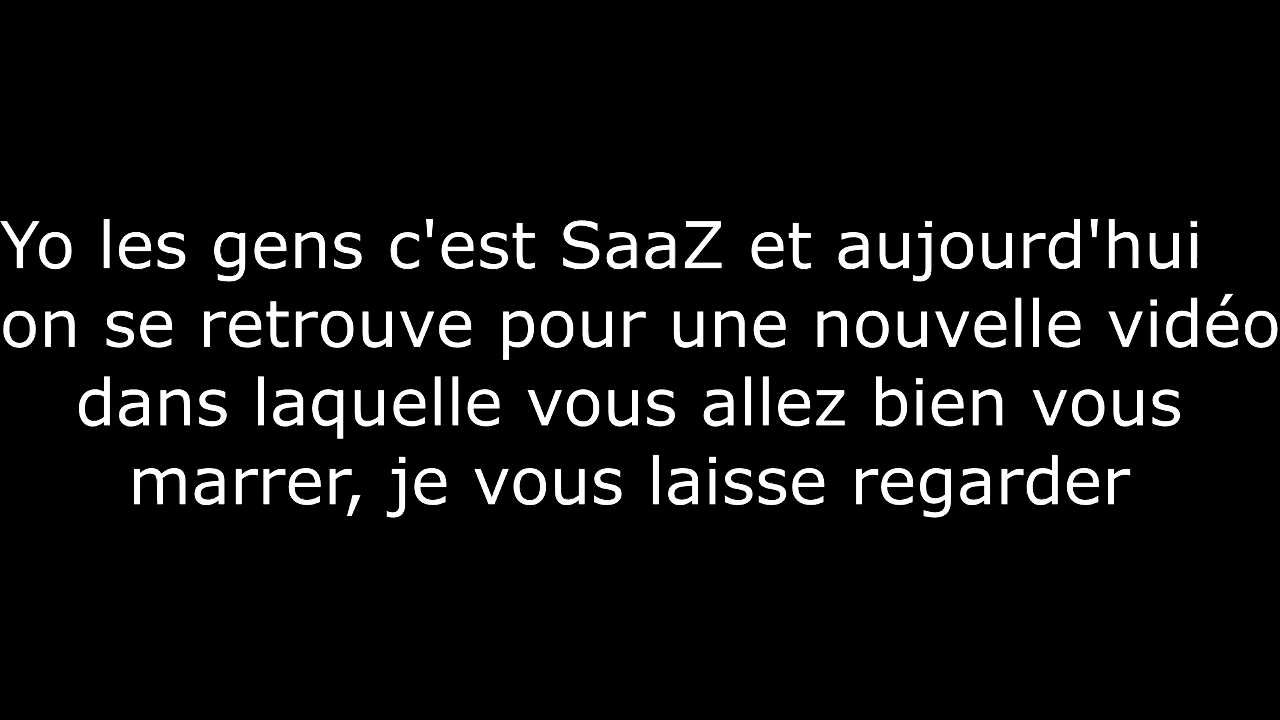 Yo les gens c'est SaaZ et aujourd'hui
on se retrouve pour une nouvelle vidéo
dans laquelle vous allez bien vous
marrer, je vous laisse regarder